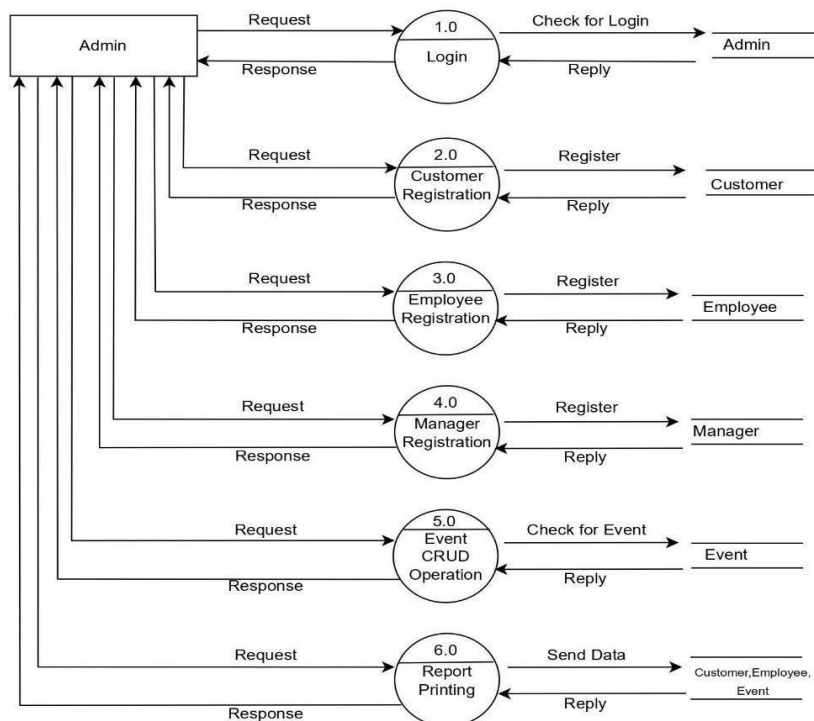 Admin
Request
Response
1.0
Login
Check for Login
Reply
Admin
Request
Response
2.0
Customer
Registration
Register
Reply
Customer
Request
Response
3.0
Employee
Registration
Register
Reply
Employee
Request
Response
4.0
Manager
Registration
Register
Reply
Manager
Request
Response
5.0
Event
CRUD
Operation
Check for Event
Reply
Event
Request
Response
6.0
Report
Printing
Send Data
Reply
Customer,Employee,
Event